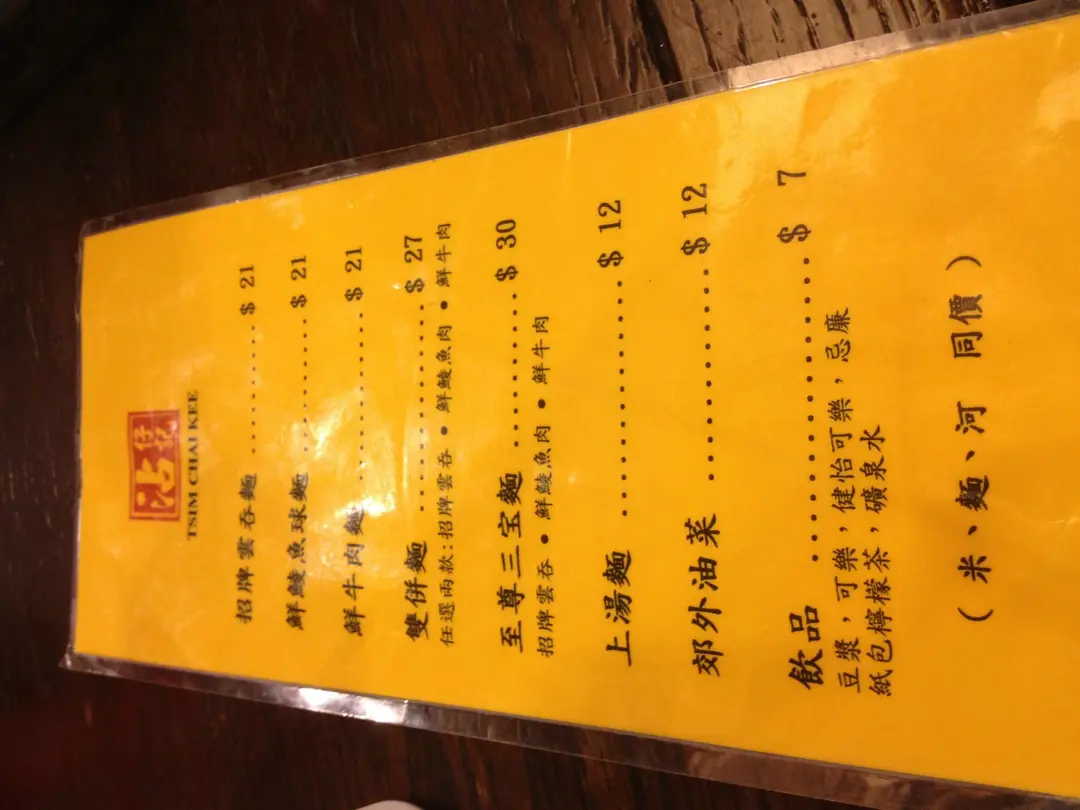 沾仔記
TSIM CHAI KEE
招牌雲吞麵 .......... $ 21
鮮鯪魚球麵 .......... $ 21
鮮牛肉麵 .......... $ 21
雙併麵 .......... $ 27
任選兩款：招牌雲吞 • 鮮鯪魚肉 • 鮮牛肉
至尊三宝麵 .......... $ 30
招牌雲吞 • 鮮鯪魚肉 • 鮮牛肉
上湯麵 .......... $ 12
郊外油菜 .......... $ 12
飲品 .......... $ 7
豆漿，可樂，健怡可樂，忌廉
紙包檸檬茶，礦泉水
（米、麵、河 同價）